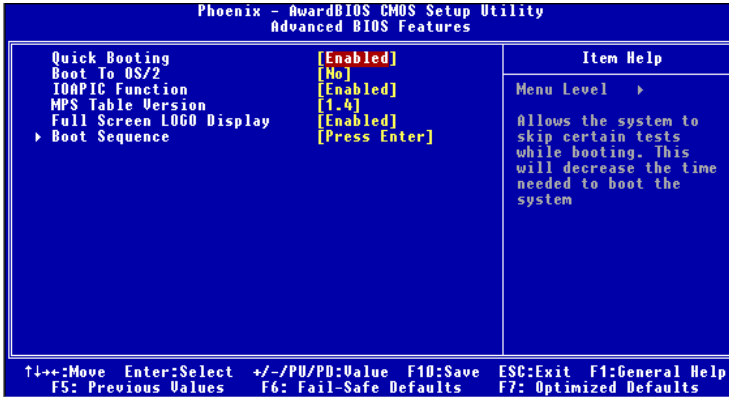 Phoenix - AwardBIOS CMOS Setup Utility
Advanced BIOS Features
Quick Booting [Enabled]
Boot To OS/2 [No]
IOAPIC Function [Enabled]
MPS Table Version [1.4]
Full Screen LOGO Display [Enabled]
▶ Boot Sequence [Press Enter]
Item Help
Menu Level ▶
Allows the system to
skip certain tests
while booting. This
will decrease the time
needed to boot the
system
↑↓→←:Move Enter:Select +/-/PU/PD:Value F10:Save ESC:Exit F1:General Help
F5: Previous Values F6: Fail-Safe Defaults F7: Optimized Defaults